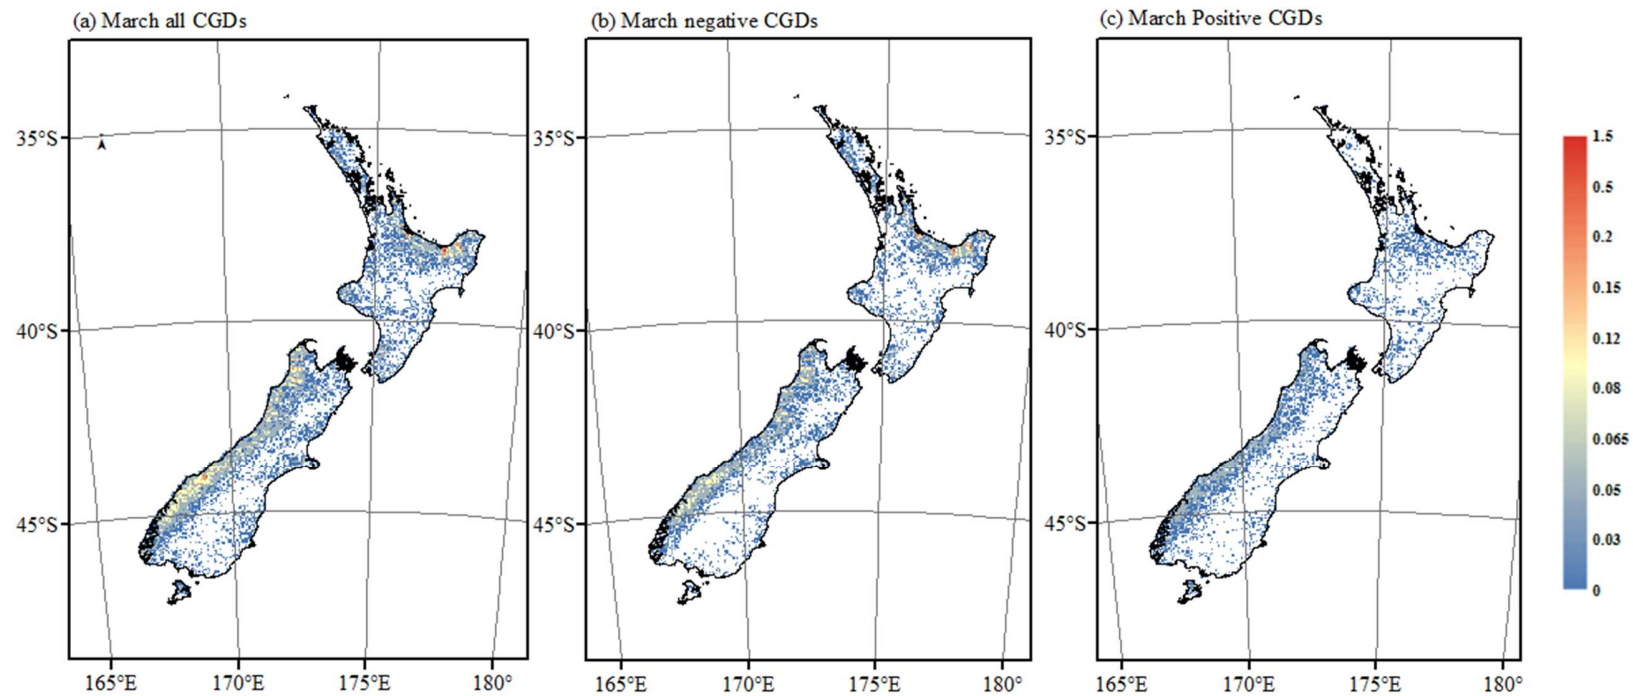 (a) March all CGDs
(b) March negative CGDs
(c) March Positive CGDs
35°S
35°S
35°S
40°S
40°S
40°S
45°S
45°S
45°S
165°E 170°E 175°E 180°
165°E 170°E 175°E 180°
165°E 170°E 175°E 180°
1.5
0.5
0.2
0.15
0.12
0.08
0.065
0.05
0.03
0